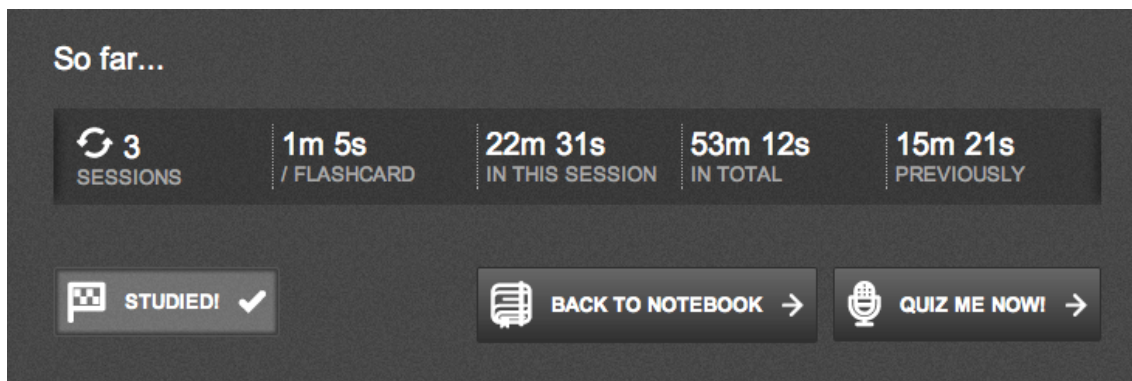 So far...
3 1m 5s 22m 31s 53m 12s 15m 21s
SESSIONS / FLASHCARD IN THIS SESSION IN TOTAL PREVIOUSLY
STUDIED! BACK TO NOTEBOOK QUIZ ME NOW!